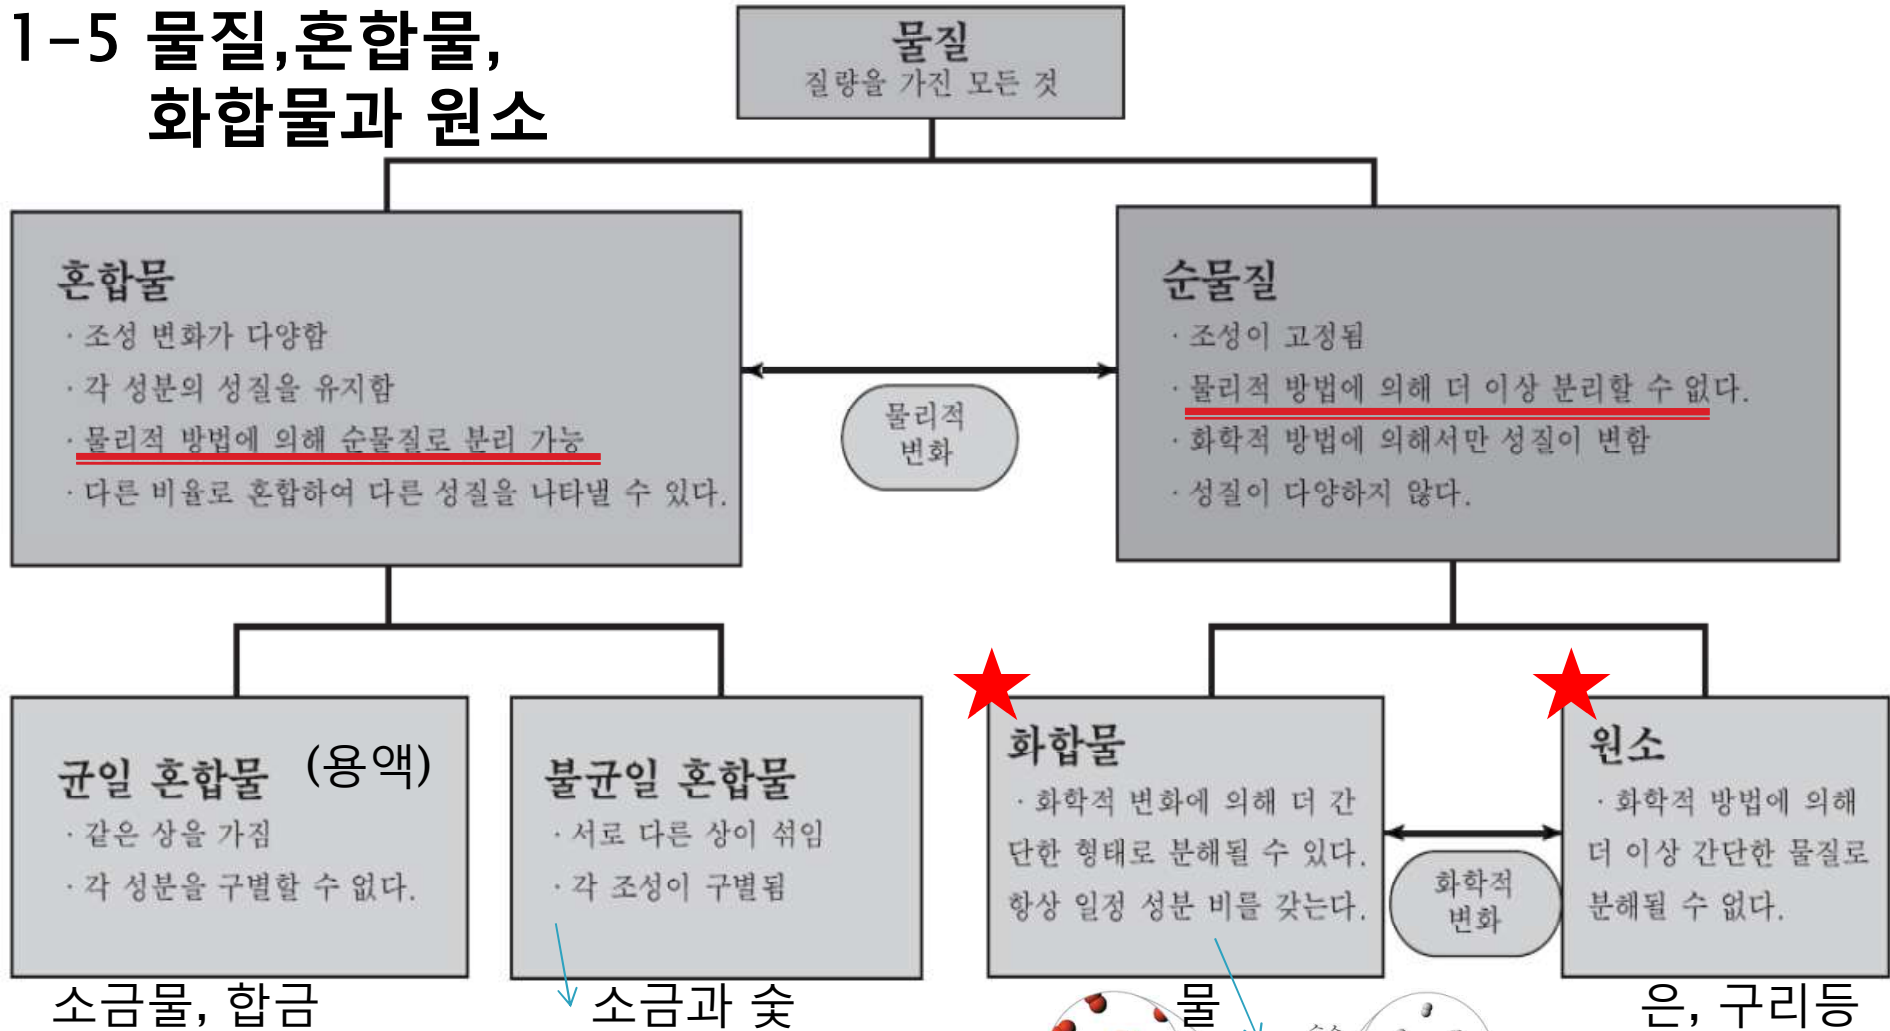 1-5 물질,혼합물,
화합물과 원소
물질
질량을 가진 모든 것
혼합물
· 조성 변화가 다양함
· 각 성분의 성질을 유지함
· 물리적 방법에 의해 순물질로 분리 가능
· 다른 비율로 혼합하여 다른 성질을 나타낼 수 있다.
물리적
변화
순물질
· 조성이 고정됨
· 물리적 방법에 의해 더 이상 분리할 수 없다.
· 화학적 방법에 의해서만 성질이 변함
· 성질이 다양하지 않다.
균일 혼합물 (용액)
· 같은 상을 가짐
· 각 성분을 구별할 수 없다.
소금물, 합금
불균일 혼합물
· 서로 다른 상이 섞임
· 각 조성이 구별됨
소금과 숯
화합물
· 화학적 변화에 의해 더 간
단한 형태로 분해될 수 있다.
항상 일정 성분 비를 갖는다.
물
화학적
변화
원소
· 화학적 방법에 의해
더 이상 간단한 물질로
분해될 수 없다.
은, 구리등